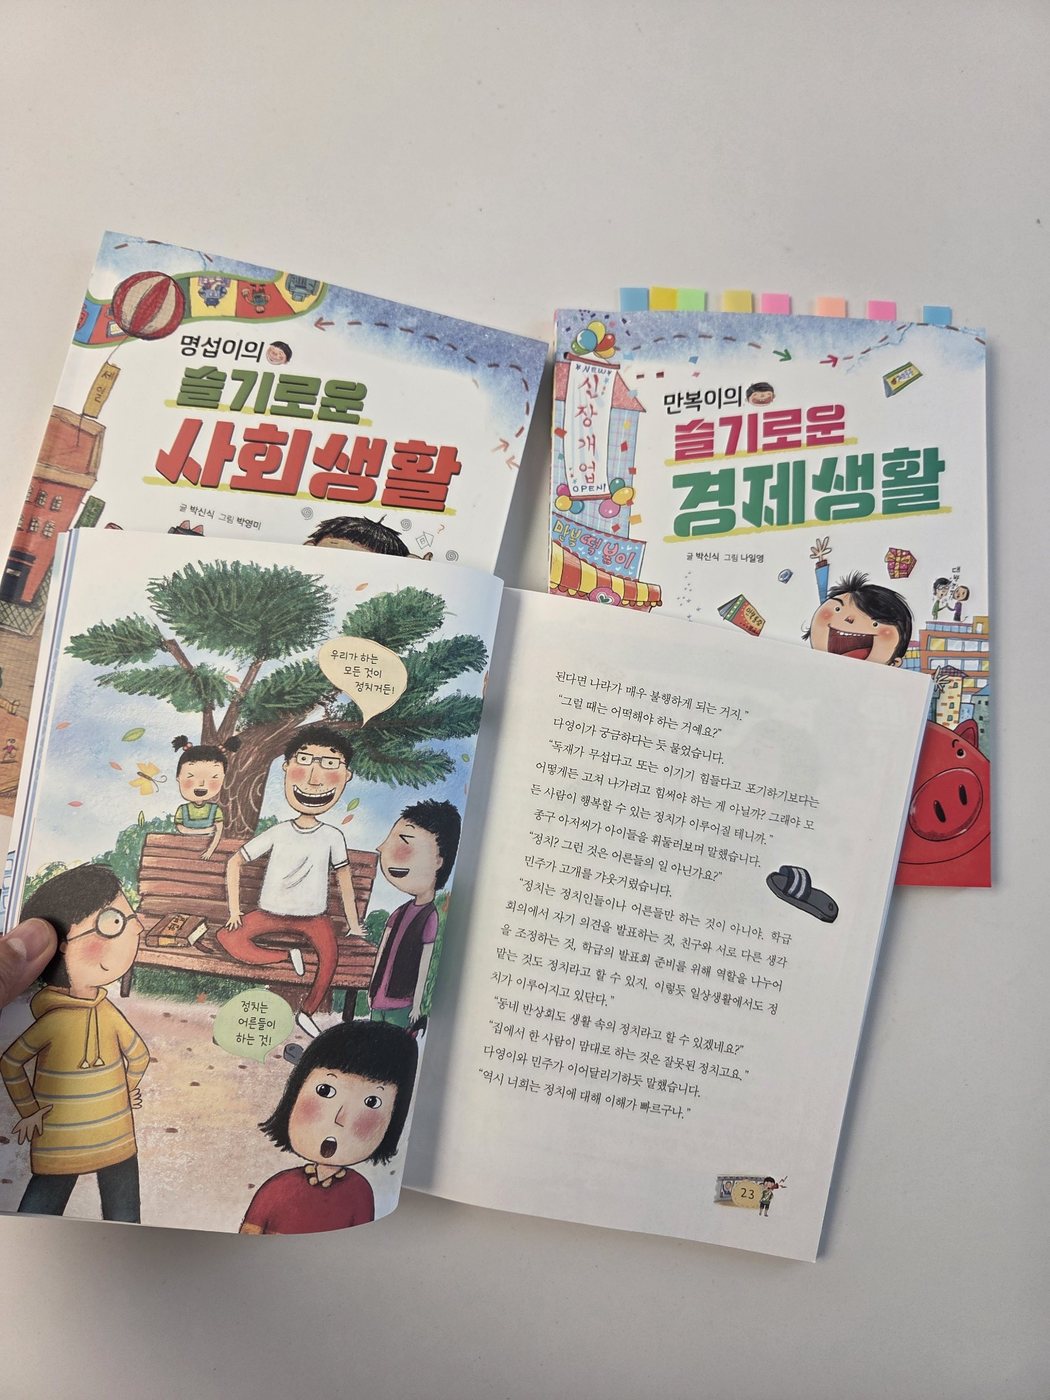 명섭이의
슬기로운
사회생활
글 박신식 그림 박영미
NEW
신장개업
OPEN!
만복 떡볶이
만복이의
슬기로운
경제생활
글 박신식 그림 나일영
우리가 하는
모든 것이
정치거든!
정치는
어른들이
하는 것!
된다면 나라가 매우 불행하게 되는 거지.”
“그럴 때는 어떡해야 하는 거예요?”
다영이가 궁금하다는 듯 물었습니다.
“독재가 무섭다고 또는 이기기 힘들다고 포기하기보다는
어떻게든 고쳐 나가려고 힘써야 하는 게 아닐까? 그래야 모
든 사람이 행복할 수 있는 정치가 이루어질 테니까.”
중구 아저씨가 아이들을 휘둘러보며 말했습니다.
“정치? 그런 것은 어른들의 일 아닌가요?”
민주가 고개를 갸웃거렸습니다.
“정치는 정치인들이나 어른들만 하는 것이 아니야. 학급
회의에서 자기 의견을 발표하는 것, 친구와 서로 다른 생각
을 조정하는 것, 학급의 발표회 준비를 위해 역할을 나누어
맡는 것도 정치라고 할 수 있지. 이렇듯 일상생활에서도 정
치가 이루어지고 있단다.”
“동네 반상회도 생활 속의 정치라고 할 수 있겠네요?”
“집에서 한 사람이 맘대로 하는 것은 잘못된 정치고요.”
다영이와 민주가 이어달리기하듯 말했습니다.
“역시 너희는 정치에 대해 이해가 빠르구나.”
23